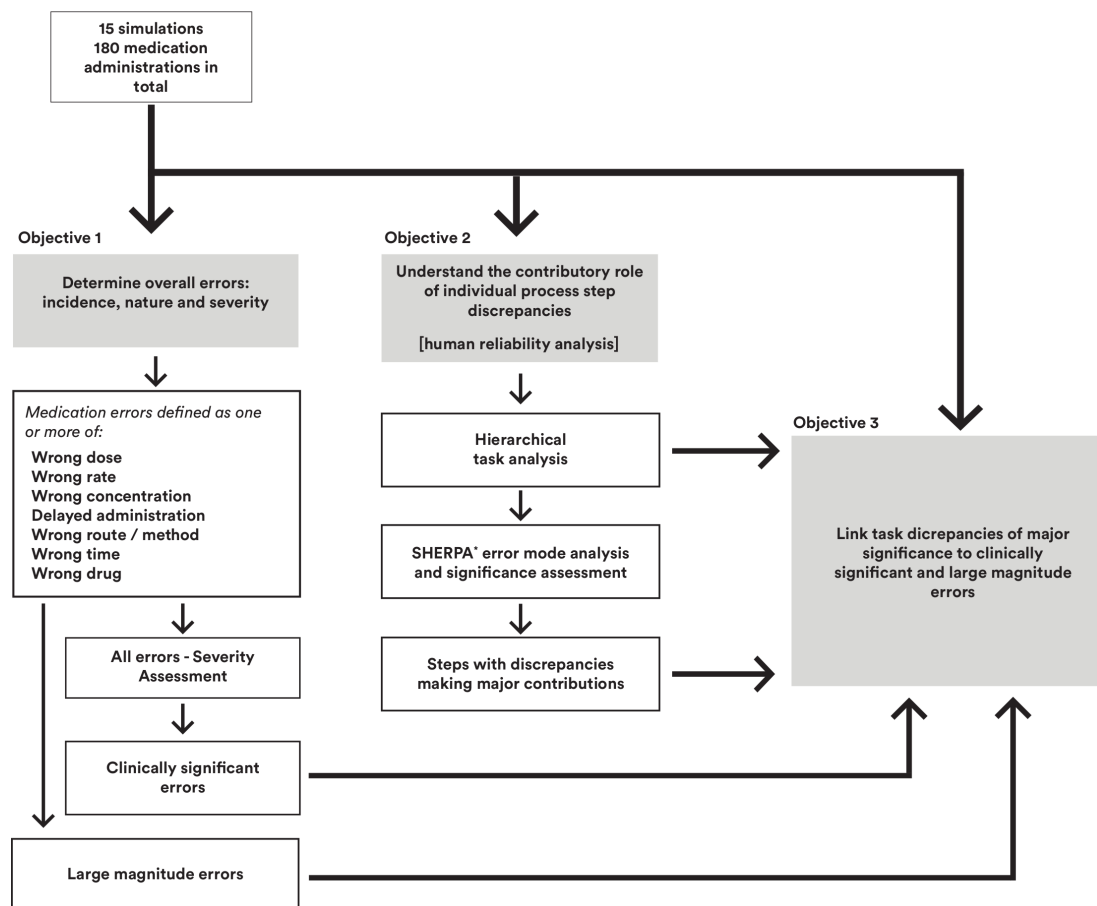 15 simulations
180 medication
administrations in
total
Objective 1
Determine overall errors:
incidence, nature and severity
Medication errors defined as one
or more of:
Wrong dose
Wrong rate
Wrong concentration
Delayed administration
Wrong route / method
Wrong time
Wrong drug
All errors - Severity
Assessment
Clinically significant
errors
Large magnitude errors
Objective 2
Understand the contributory role
of individual process step
discrepancies
[human reliability analysis]
Hierarchical
task analysis
SHERPA* error mode analysis
and significance assessment
Steps with discrepancies
making major contributions
Objective 3
Link task dicrepancies of major
significance to clinically
significant and large magnitude
errors